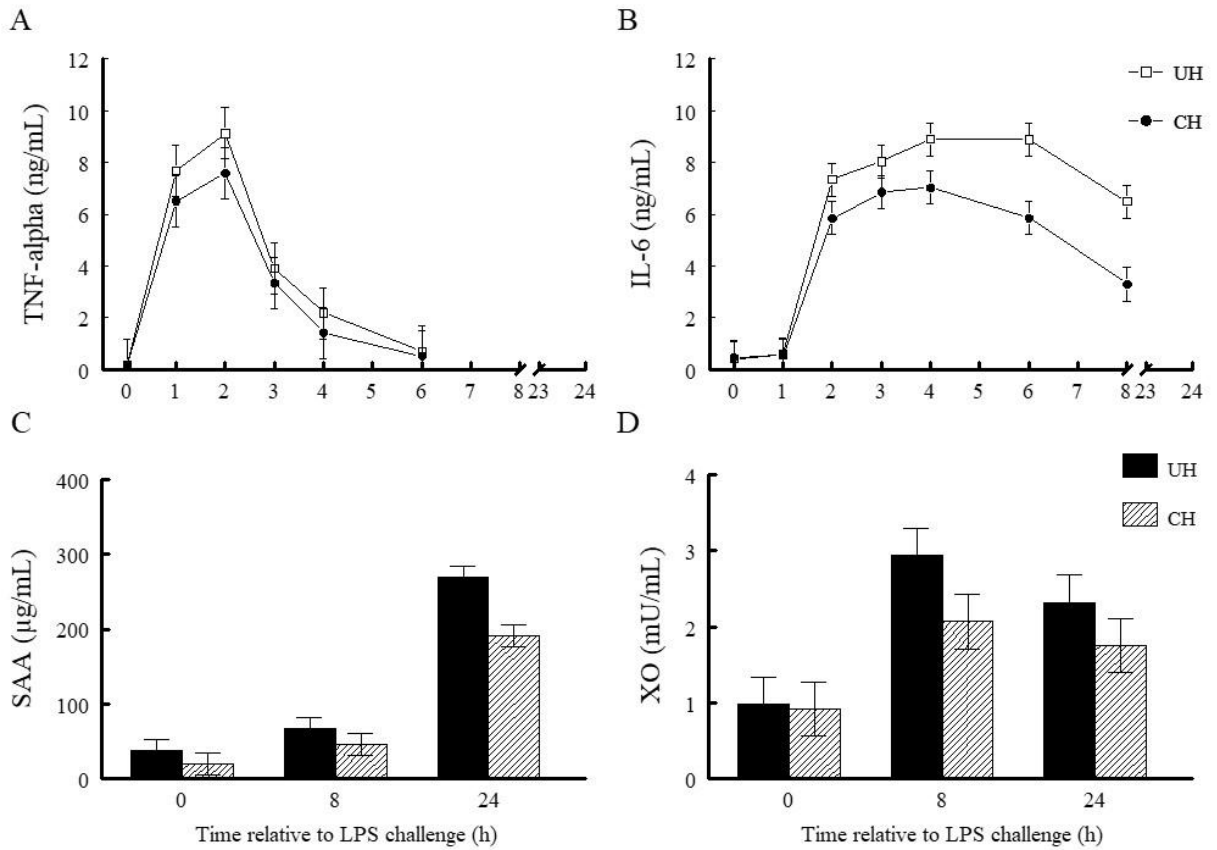 A
TNF-alpha (ng/mL)
12
10
8
6
4
2
0
0 1 2 3 4 5 6 7 8 23 24
B
IL-6 (ng/mL)
12
10
8
6
4
2
0
0 1 2 3 4 5 6 7 8 23 24
UH
CH
C
SAA (µg/mL)
400
300
200
100
0
0 8 24
Time relative to LPS challenge (h)
D
XO (mU/mL)
4
3
2
1
0
0 8 24
Time relative to LPS challenge (h)
UH
CH